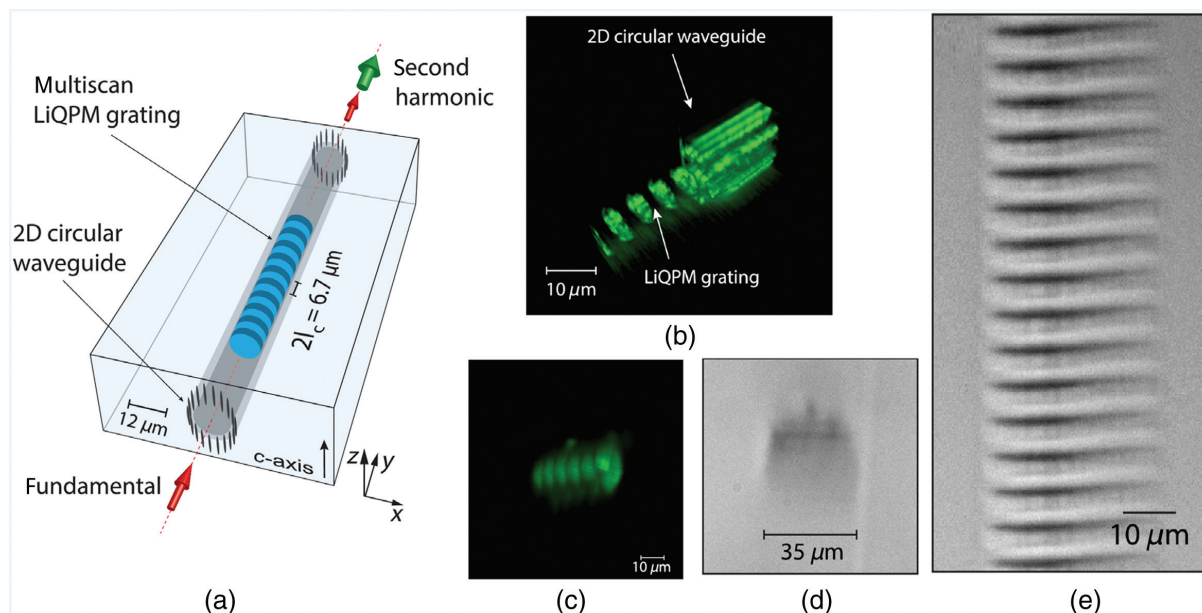 Multiscan
LiQPM grating
Second
harmonic
2D circular
waveguide
2lc = 6.7 μm
12 μm
c-axis
z
y
x
Fundamental
(a)
2D circular waveguide
LiQPM grating
10 μm
(b)
10 μm
(c)
35 μm
(d)
10 μm
(e)